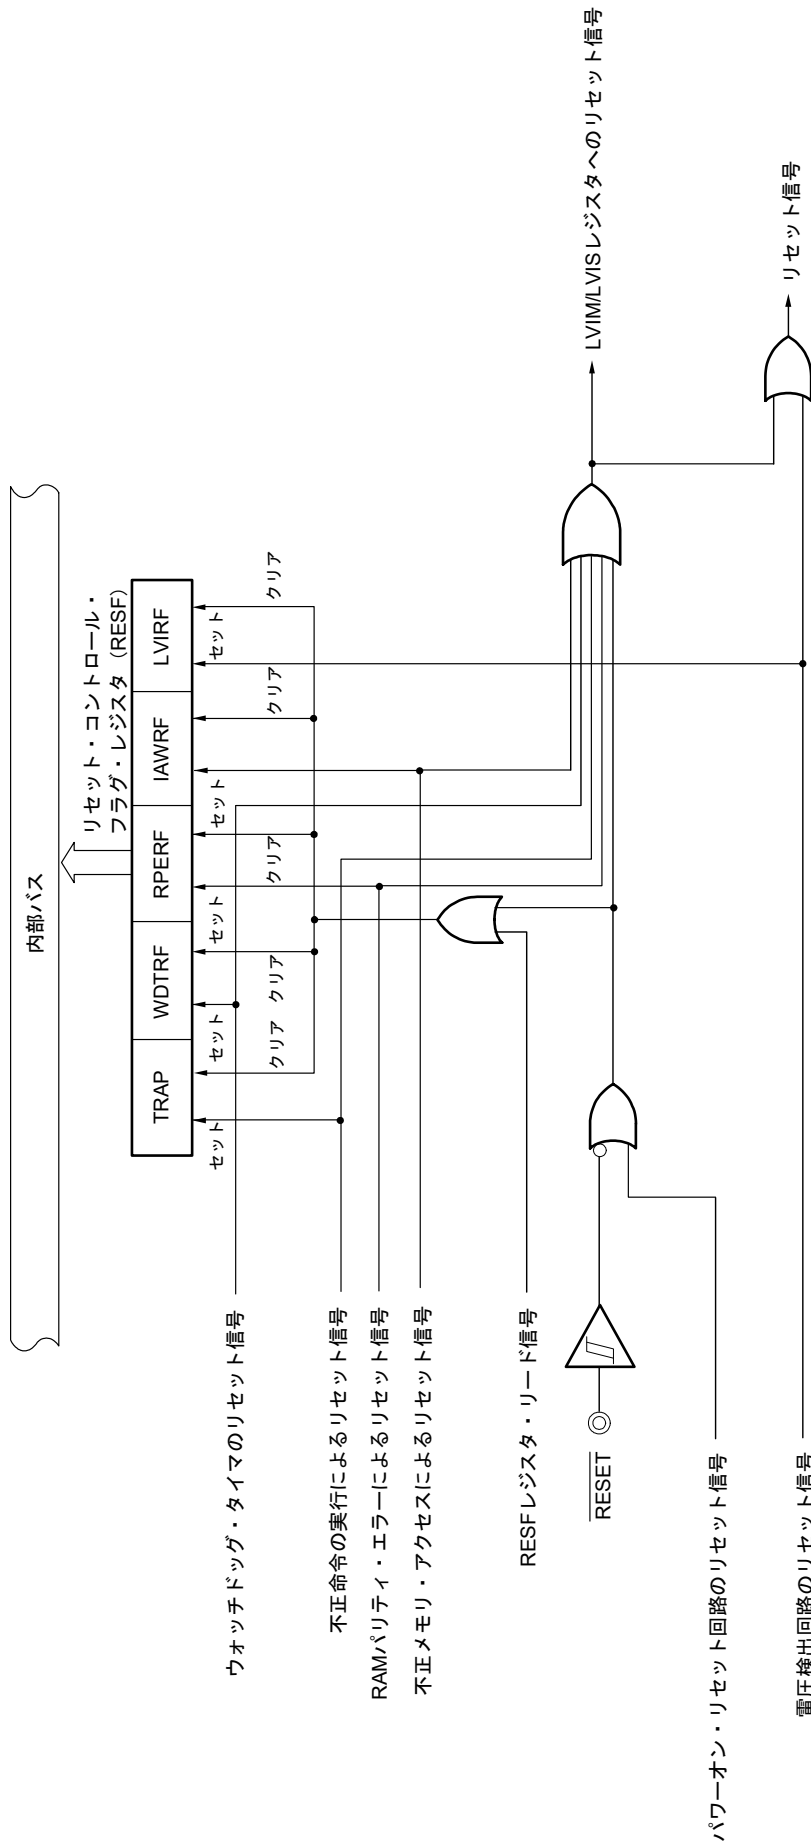 内部バス
リセット・コントロール・
フラグ・レジスタ（RESF）
TRAP
WDTRF
RPERF
IAWRF
LVIRF
セット
クリア
セット
クリア
セット
クリア
セット
クリア
セット
クリア
ウォッチドッグ・タイマのリセット信号
不正命令の実行によるリセット信号
RAMパリティ・エラーによるリセット信号
不正メモリ・アクセスによるリセット信号
RESFレジスタ・リード信号
RESET
パワーオン・リセット回路のリセット信号
電圧検出回路のリセット信号
LVIM/LVISレジスタへのリセット信号
リセット信号